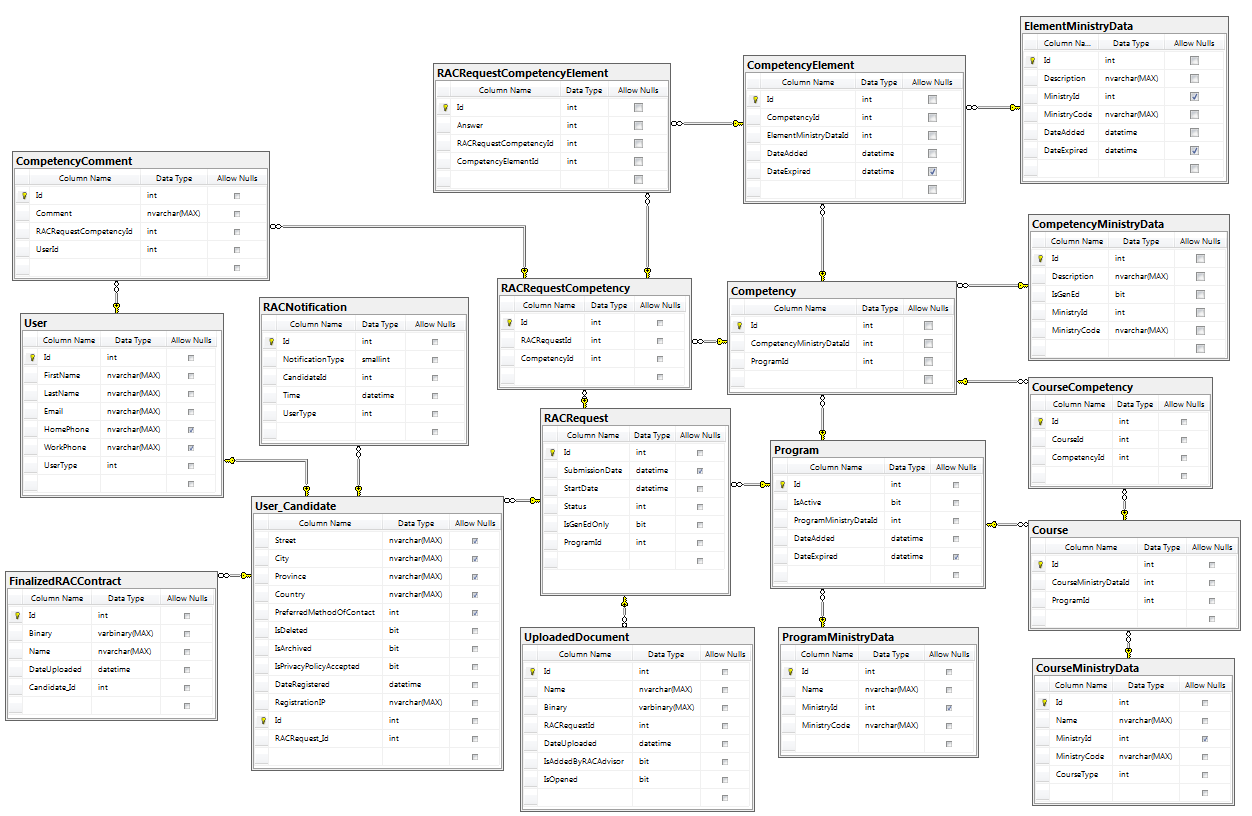 ElementMinistryData
Column Na... Data Type Allow Nulls
Id int
Description nvarchar(MAX)
MinistryId int
MinistryCode nvarchar(MAX)
DateAdded datetime
DateExpired datetime
CompetencyElement
Column Name Data Type Allow Nulls
Id int
CompetencyId int
ElementMinistryDataId int
DateAdded datetime
DateExpired datetime
RACRequestCompetencyElement
Column Name Data Type Allow Nulls
Id int
Answer int
RACRequestCompetencyId int
CompetencyElementId int
CompetencyComment
Column Name Data Type Allow Nulls
Id int
Comment nvarchar(MAX)
RACRequestCompetencyId int
UserId int
CompetencyMinistryData
Column Name Data Type Allow Nulls
Id int
Description nvarchar(MAX)
IsGenEd bit
MinistryId int
MinistryCode nvarchar(MAX)
RACRequestCompetency
Column Name Data Type Allow Nulls
Id int
RACRequestId int
CompetencyId int
Competency
Column Name Data Type Allow Nulls
Id int
CompetencyMinistryDataId int
ProgramId int
RACNotification
Column Name Data Type Allow Nulls
Id int
NotificationType smallint
CandidateId int
Time datetime
UserType int
User
Column Name Data Type Allow Nulls
Id int
FirstName nvarchar(MAX)
LastName nvarchar(MAX)
Email nvarchar(MAX)
HomePhone nvarchar(MAX)
WorkPhone nvarchar(MAX)
UserType int
CourseCompetency
Column Name Data Type Allow Nulls
Id int
CourseId int
CompetencyId int
RACRequest
Column Name Data Type Allow Nulls
Id int
SubmissionDate datetime
StartDate datetime
Status int
IsGenEdOnly bit
ProgramId int
Program
Column Name Data Type Allow Nulls
Id int
IsActive bit
ProgramMinistryDataId int
DateAdded datetime
DateExpired datetime
User_Candidate
Column Name Data Type Allow Nulls
Street nvarchar(MAX)
City nvarchar(MAX)
Province nvarchar(MAX)
Country nvarchar(MAX)
PreferredMethodOfContact int
IsDeleted bit
IsArchived bit
IsPrivacyPolicyAccepted bit
DateRegistered datetime
RegistrationIP nvarchar(MAX)
Id int
RACRequest_Id int
Course
Column Name Data Type Allow Nulls
Id int
CourseMinistryDataId int
ProgramId int
FinalizedRACContract
Column Name Data Type Allow Nulls
Id int
Binary varbinary(MAX)
Name nvarchar(MAX)
DateUploaded datetime
Candidate_Id int
UploadedDocument
Column Name Data Type Allow Nulls
Id int
Name nvarchar(MAX)
Binary varbinary(MAX)
RACRequestId int
DateUploaded datetime
IsAddedByRACAdvisor bit
IsOpened bit
ProgramMinistryData
Column Name Data Type Allow Nulls
Id int
Name nvarchar(MAX)
MinistryId int
MinistryCode nvarchar(MAX)
CourseMinistryData
Column Name Data Type Allow Nulls
Id int
Name nvarchar(MAX)
MinistryId int
MinistryCode nvarchar(MAX)
CourseType int